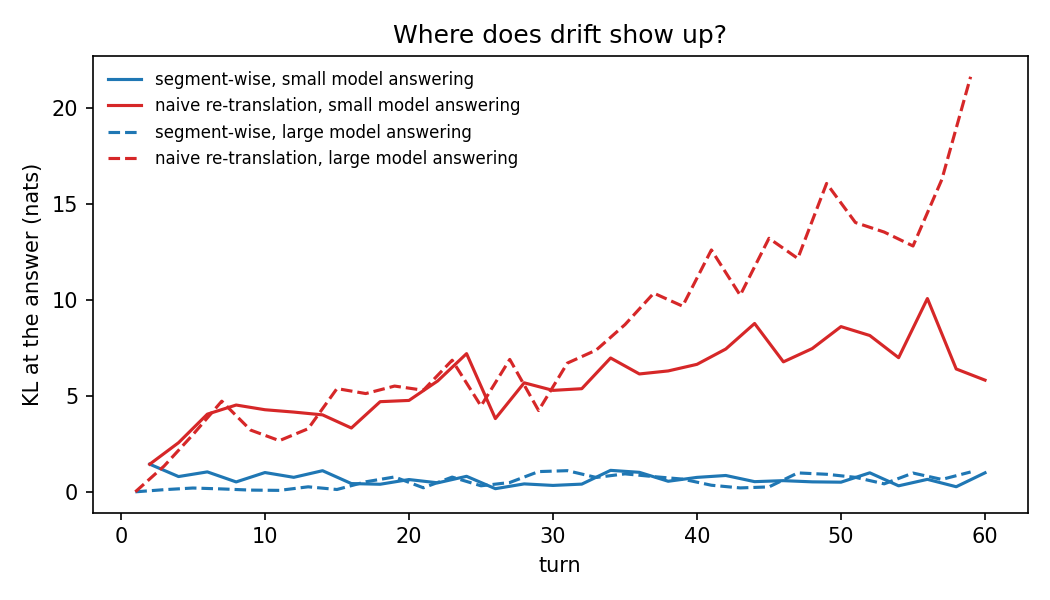 Where does drift show up?
segment-wise, small model answering
naive re-translation, small model answering
segment-wise, large model answering
naive re-translation, large model answering
KL at the answer (nats)
20
15
10
5
0
0 10 20 30 40 50 60
turn